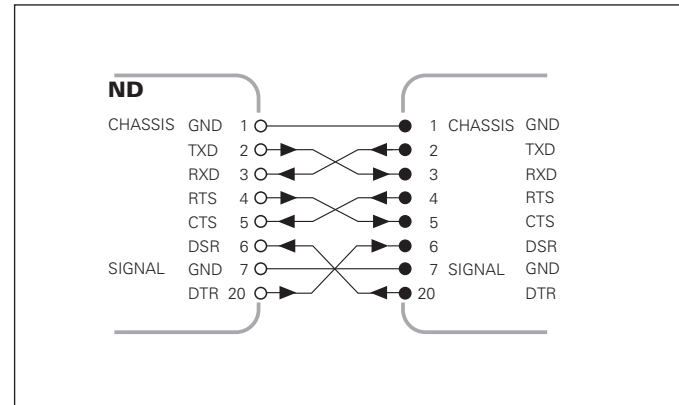 ND
CHASSIS GND 1 1 CHASSIS GND
TXD 2 2 TXD
RXD 3 3 RXD
RTS 4 4 RTS
CTS 5 5 CTS
DSR 6 6 DSR
SIGNAL GND 7 7 SIGNAL GND
DTR 20 20 DTR